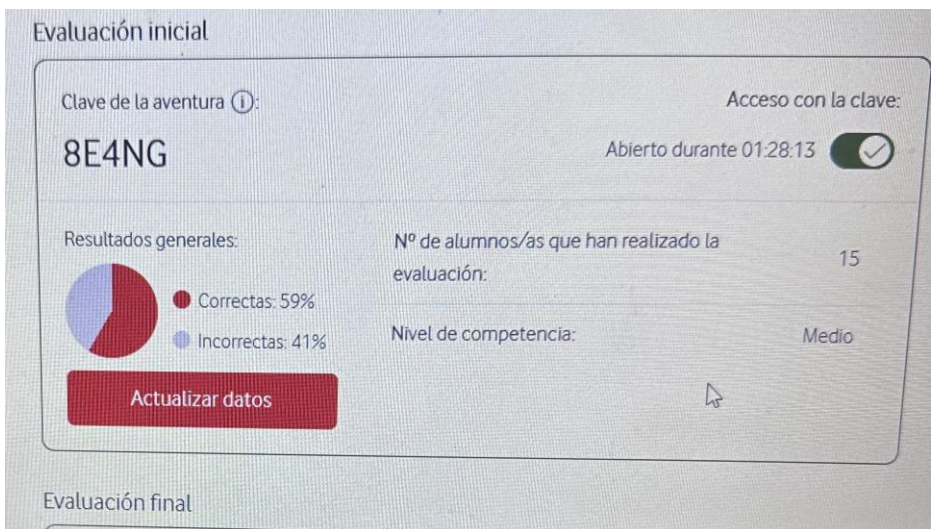 Evaluación inicial
Clave de la aventura ⓘ:
Acceso con la clave:
8E4NG
Abierto durante 01:28:13
Resultados generales:
Correctas: 59%
Incorrectas: 41%
Actualizar datos
Nº de alumnos/as que han realizado la
evaluación:
15
Nivel de competencia:
Medio
Evaluación final